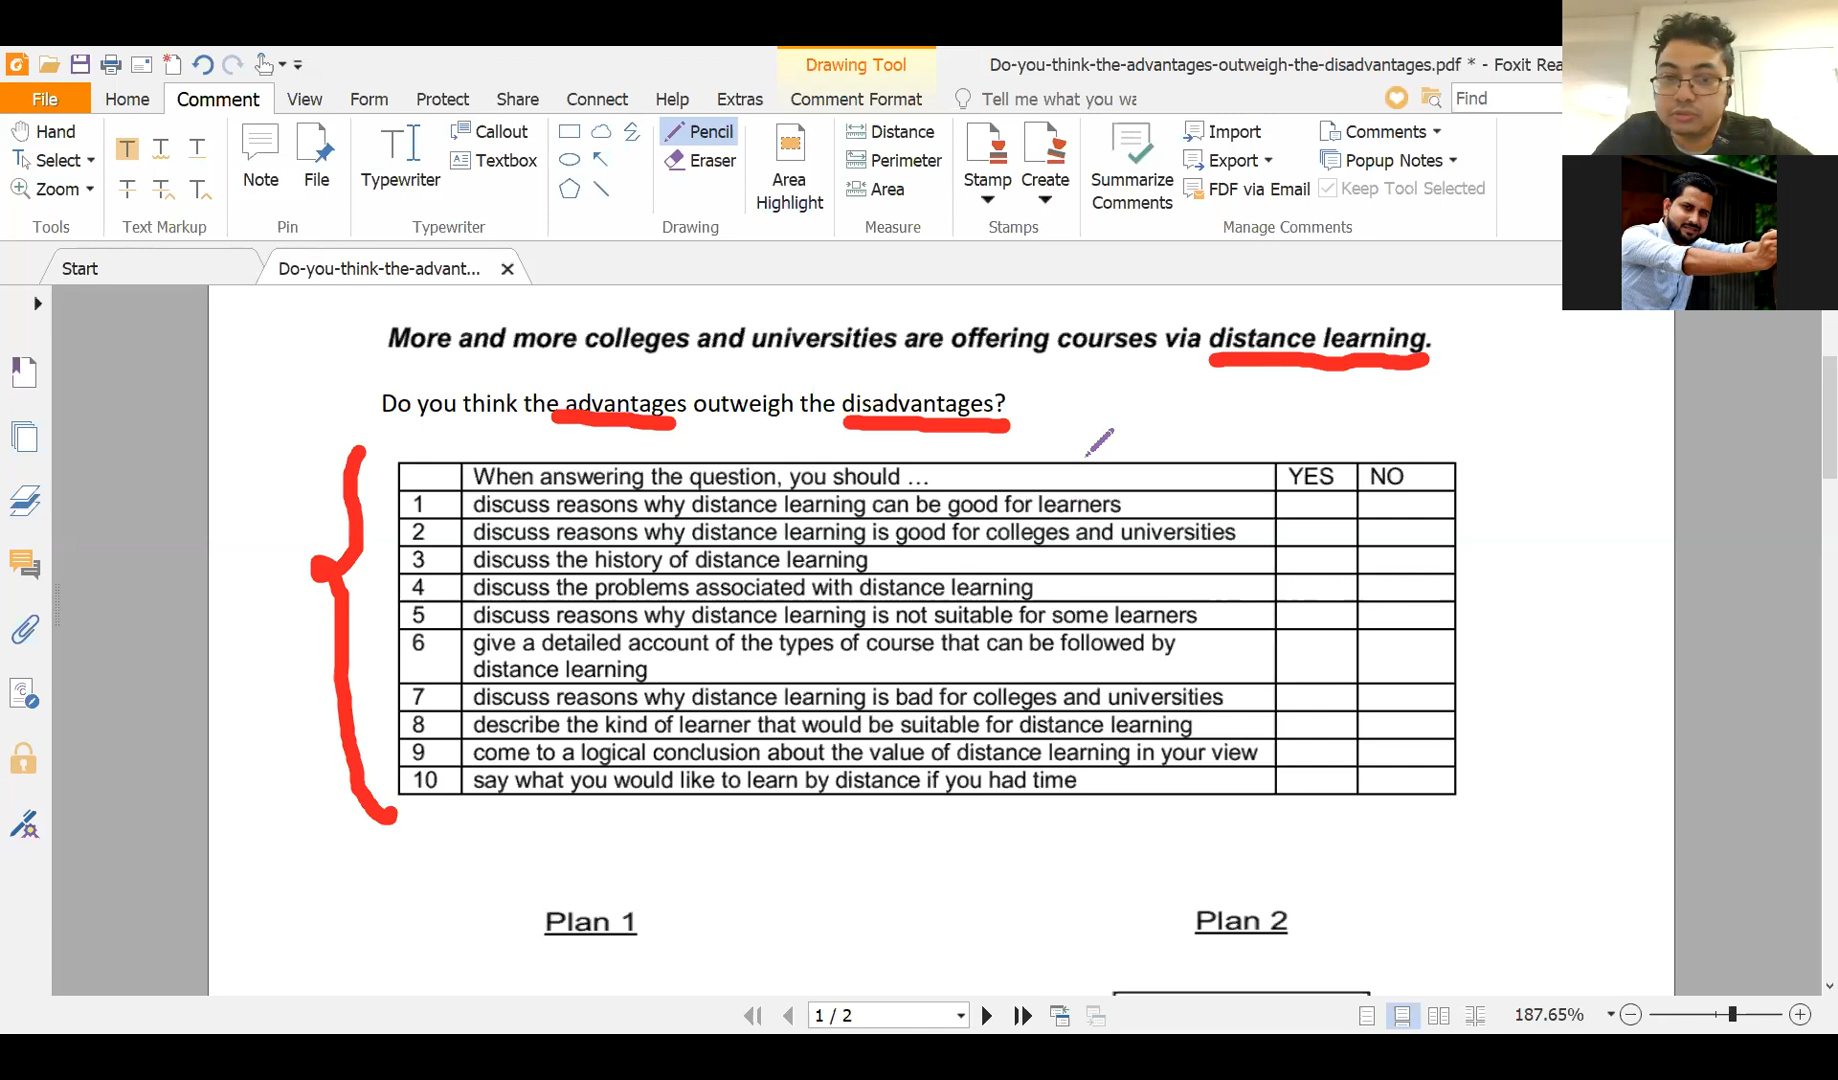 Drawing Tool
Do-you-think-the-advantages-outweigh-the-disadvantages.pdf * - Foxit Rea
File Home Comment View Form Protect Share Connect Help Extras Comment Format Tell me what you wa Find
Hand
Select
Zoom
Tools
Text Markup
Note
File
Pin
Typewriter
Callout
Textbox
Typewriter
Pencil
Eraser
Drawing
Area
Highlight
Distance
Perimeter
Area
Measure
Stamp
Create
Stamps
Summarize
Comments
Import
Export
FDF via Email
Comments
Popup Notes
Keep Tool Selected
Manage Comments
Start
Do-you-think-the-advant...
More and more colleges and universities are offering courses via distance learning.
Do you think the advantages outweigh the disadvantages?
When answering the question, you should … YES NO
1 discuss reasons why distance learning can be good for learners
2 discuss reasons why distance learning is good for colleges and universities
3 discuss the history of distance learning
4 discuss the problems associated with distance learning
5 discuss reasons why distance learning is not suitable for some learners
6 give a detailed account of the types of course that can be followed by
distance learning
7 discuss reasons why distance learning is bad for colleges and universities
8 describe the kind of learner that would be suitable for distance learning
9 come to a logical conclusion about the value of distance learning in your view
10 say what you would like to learn by distance if you had time
Plan 1 Plan 2
1 / 2
187.65%